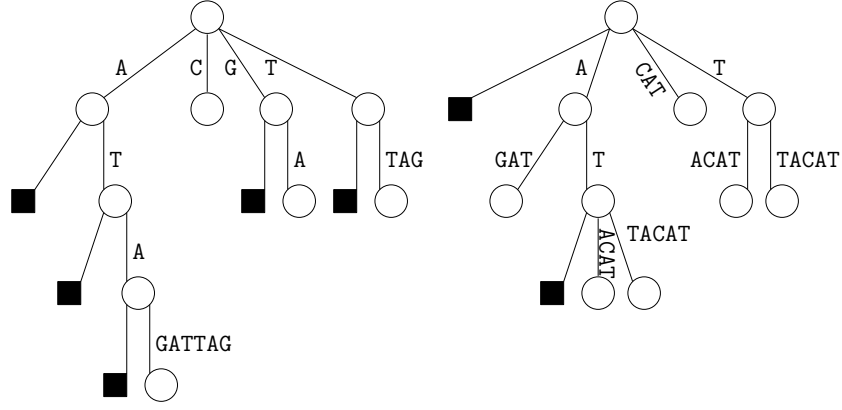 A C G T A CAT T
T A TAG GAT T ACAT TACAT
A ACAT TACAT
GATTAG